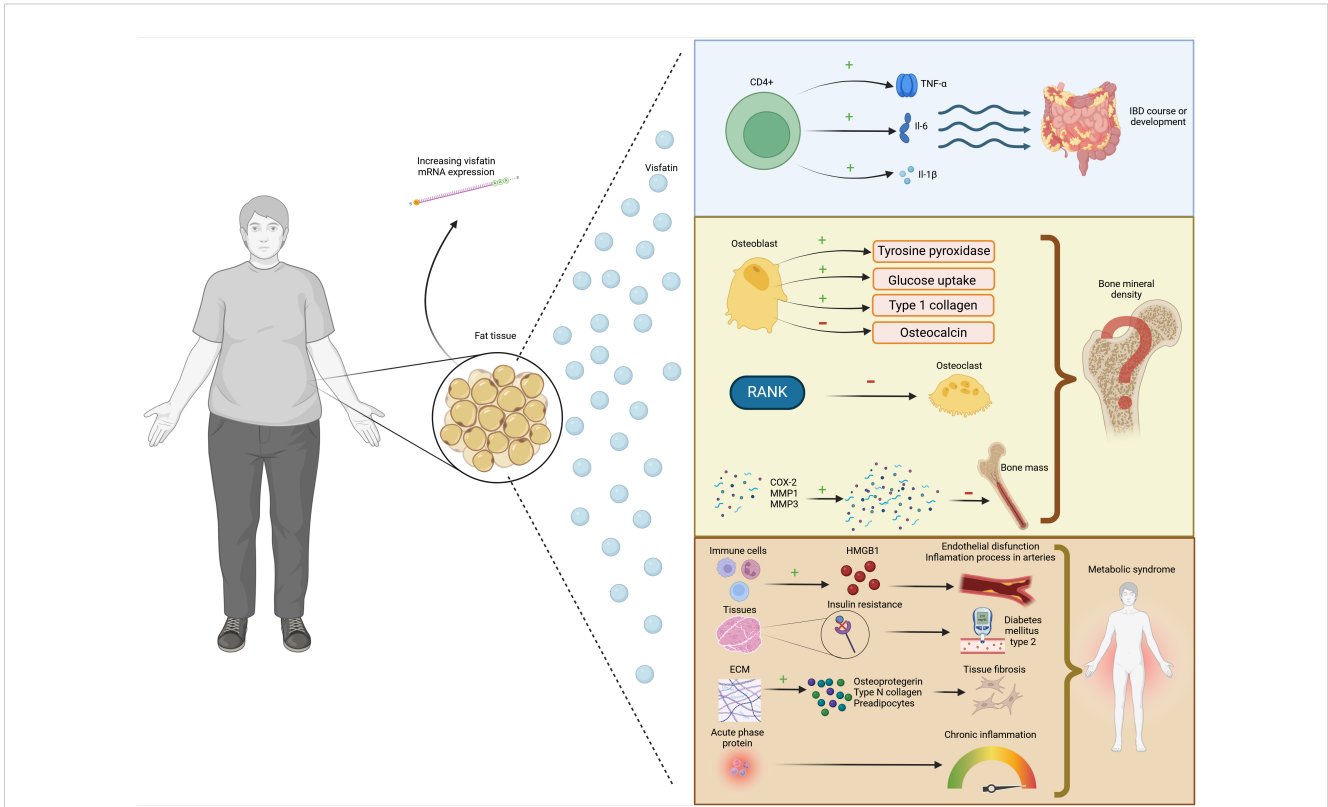 Increasing visfatin
mRNA expression
Fat tissue
Visfatin
CD4+
+
+
+
TNF-α
Il-6
Il-1β
IBD course or
development
Osteoblast
+
+
+
−
Tyrosine pyroxidase
Glucose uptake
Type 1 collagen
Osteocalcin
RANK
−
Osteoclast
COX-2
MMP1
MMP3
+
−
Bone mass
Bone mineral
density
?
Immune cells
+
HMGB1
Endothelial disfunction
Inflamation process in arteries
Tissues
Insulin resistance
Diabetes
mellitus
type 2
ECM
+
Osteoprotegerin
Type N collagen
Preadipocytes
Tissue fibrosis
Acute phase
protein
Chronic inflammation
Metabolic syndrome